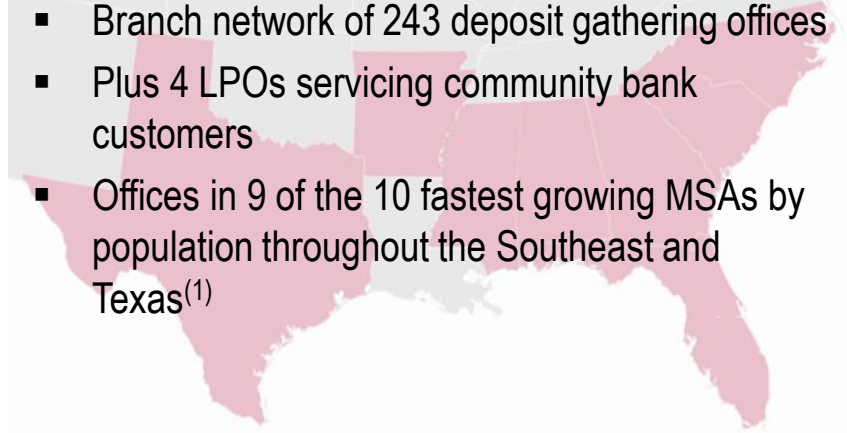 ▪ Branch network of 243 deposit gathering offices
▪ Plus 4 LPOs servicing community bank
customers
▪ Offices in 9 of the 10 fastest growing MSAs by
population throughout the Southeast and
Texas(1)